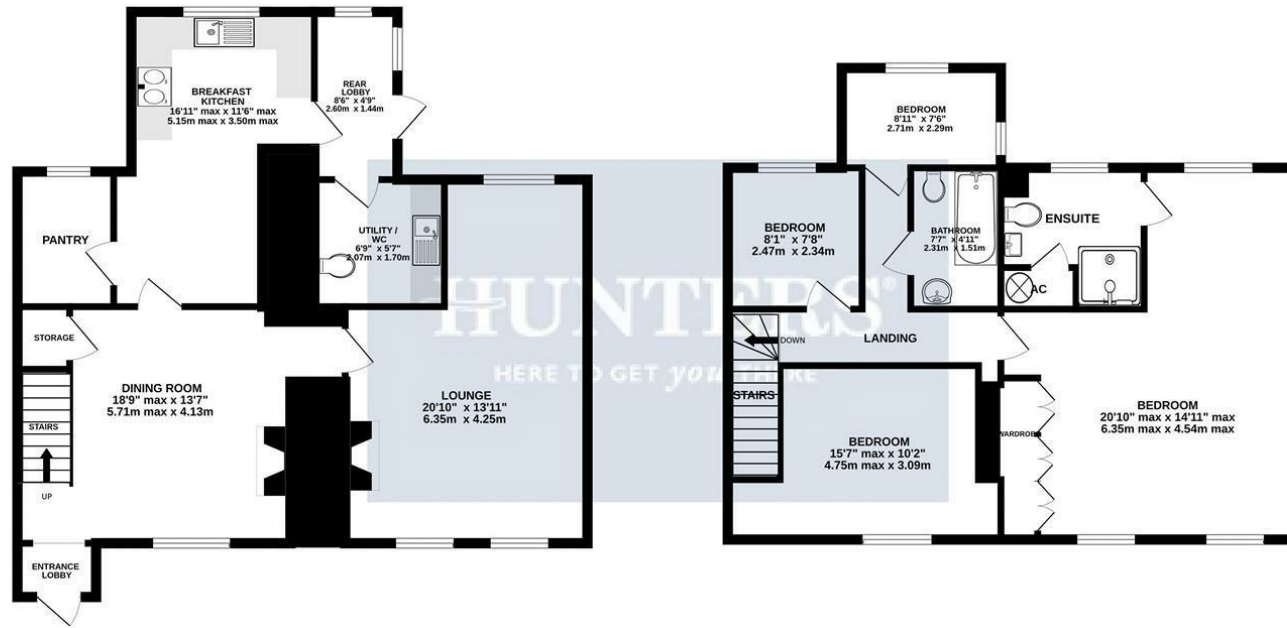 BREAKFAST
KITCHEN
16'11" max x 11'6" max
5.15m max x 3.50m max
REAR
LOBBY
8'6" x 4'9"
2.60m x 1.44m
PANTRY
UTILITY /
WC
6'9" x 5'7"
2.07m x 1.70m
STORAGE
DINING ROOM
18'9" max x 13'7"
5.71m max x 4.13m
STAIRS
UP
ENTRANCE
LOBBY
LOUNGE
20'10" x 13'11"
6.35m x 4.25m
HUNTERS®
HERE TO GET you THERE
BEDROOM
8'11" x 7'6"
2.71m x 2.29m
BEDROOM
8'1" x 7'8"
2.47m x 2.34m
BATHROOM
7'7" x 4'11"
2.31m x 1.51m
ENSUITE
AC
DOWN
LANDING
STAIRS
BEDROOM
15'7" max x 10'2"
4.75m max x 3.09m
WARDROBE
BEDROOM
20'10" max x 14'11" max
6.35m max x 4.54m max